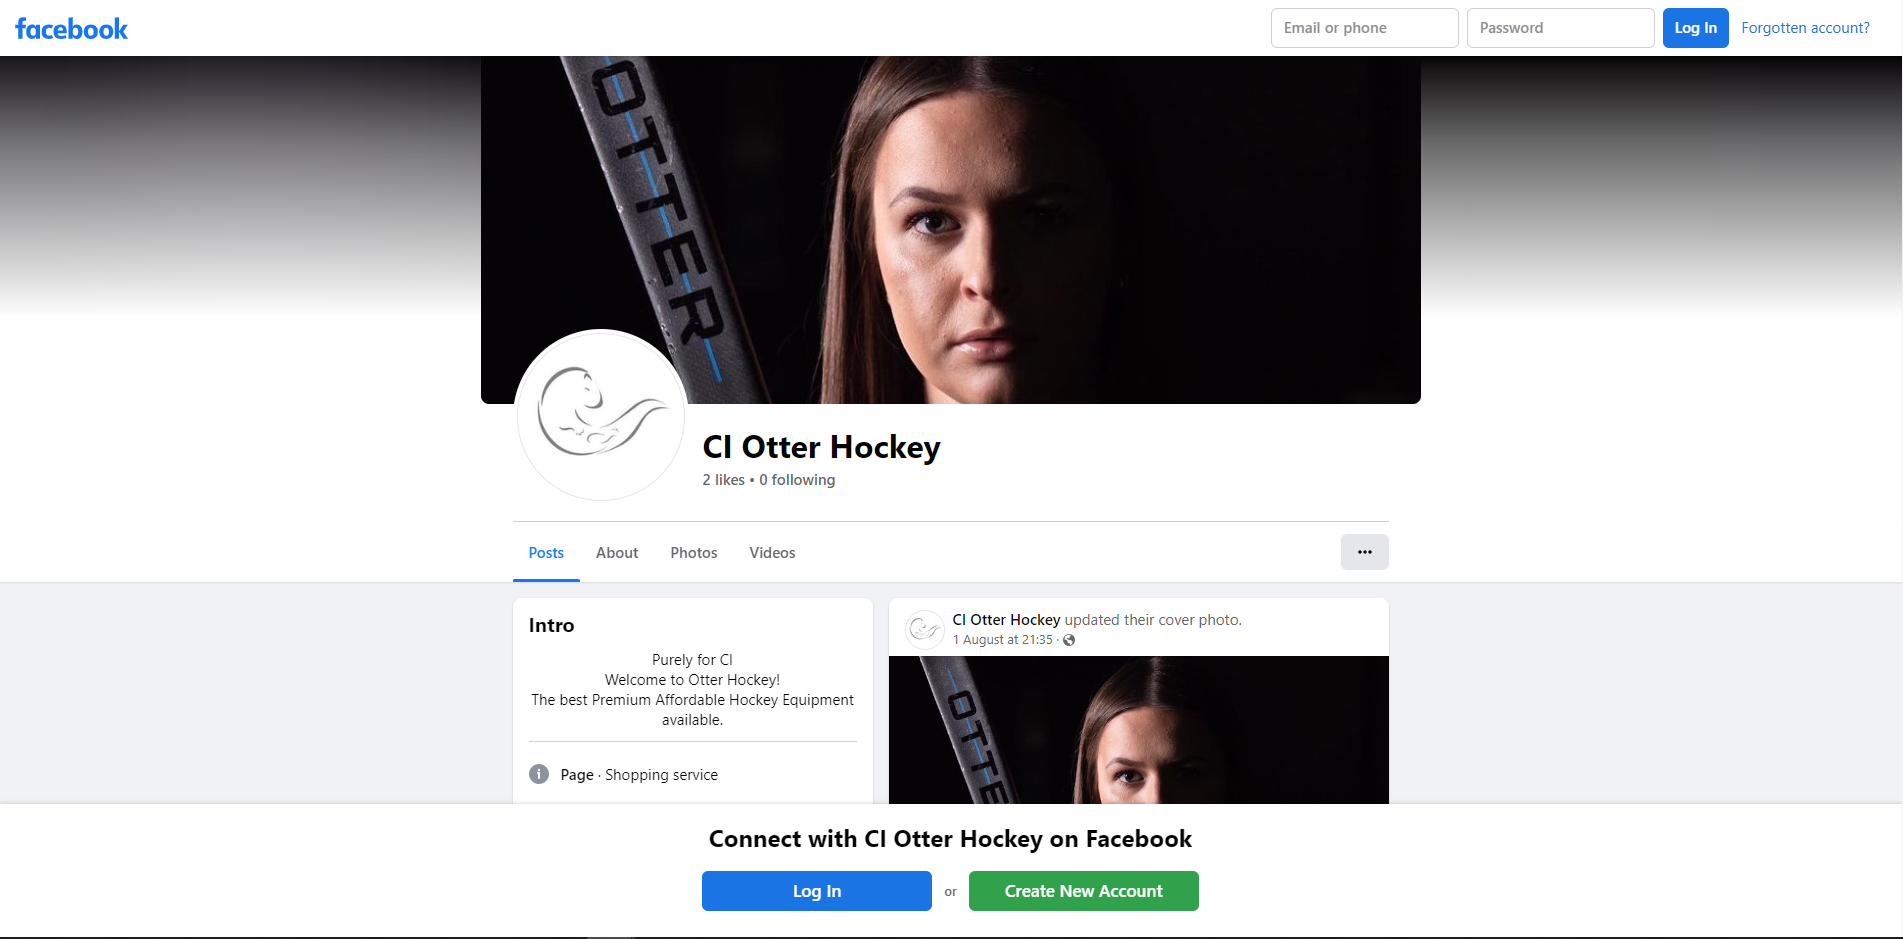 facebook
Email or phone
Password
Log In
Forgotten account?
OTTER
CI Otter Hockey
2 likes • 0 following
Posts
About
Photos
Videos
Intro
Purely for CI
Welcome to Otter Hockey!
The best Premium Affordable Hockey Equipment
available.
Page · Shopping service
CI Otter Hockey updated their cover photo.
1 August at 21:35 ·
OTTE
Connect with CI Otter Hockey on Facebook
Log In
or
Create New Account